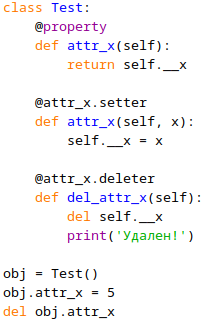 class Test:
    @property
    def attr_x(self):
        return self.__x

    @attr_x.setter
    def attr_x(self, x):
        self.__x = x

    @attr_x.deleter
    def del_attr_x(self):
        del self.__x
        print('Удален!')

obj = Test()
obj.attr_x = 5
del obj.attr_x